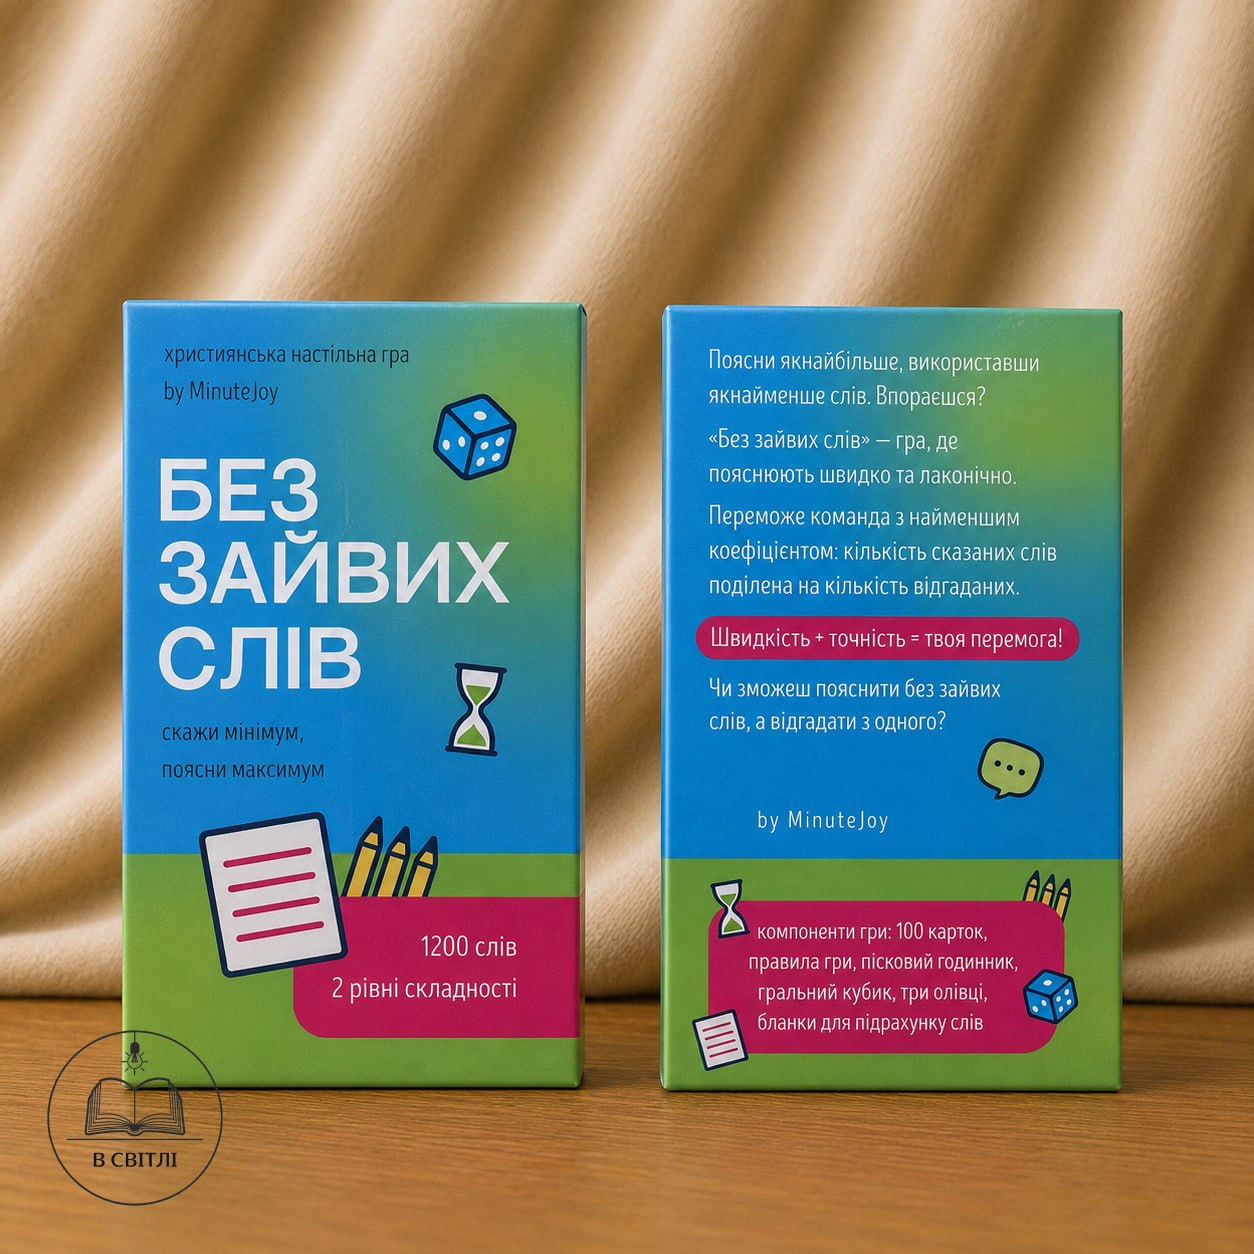 християнська настільна гра
by MinuteJoy
БЕЗ
ЗАЙВИХ
СЛІВ
скажи мінімум,
поясни максимум
1200 слів
2 рівні складності
Поясни якнайбільше, використавши
якнайменше слів. Впораєшся?
«Без зайвих слів» – гра, де
пояснюють швидко та лаконічно.
Переможе команда з найменшим
коефіцієнтом: кількість сказаних слів
поділена на кількість відгаданих.
Швидкість + точність = твоя перемога!
Чи зможеш пояснити без зайвих
слів, а відгадати з одного?
by MinuteJoy
компоненти гри: 100 карток,
правила гри, пісковий годинник,
гральний кубик, три олівці,
бланки для підрахунку слів
В СВІТЛІ